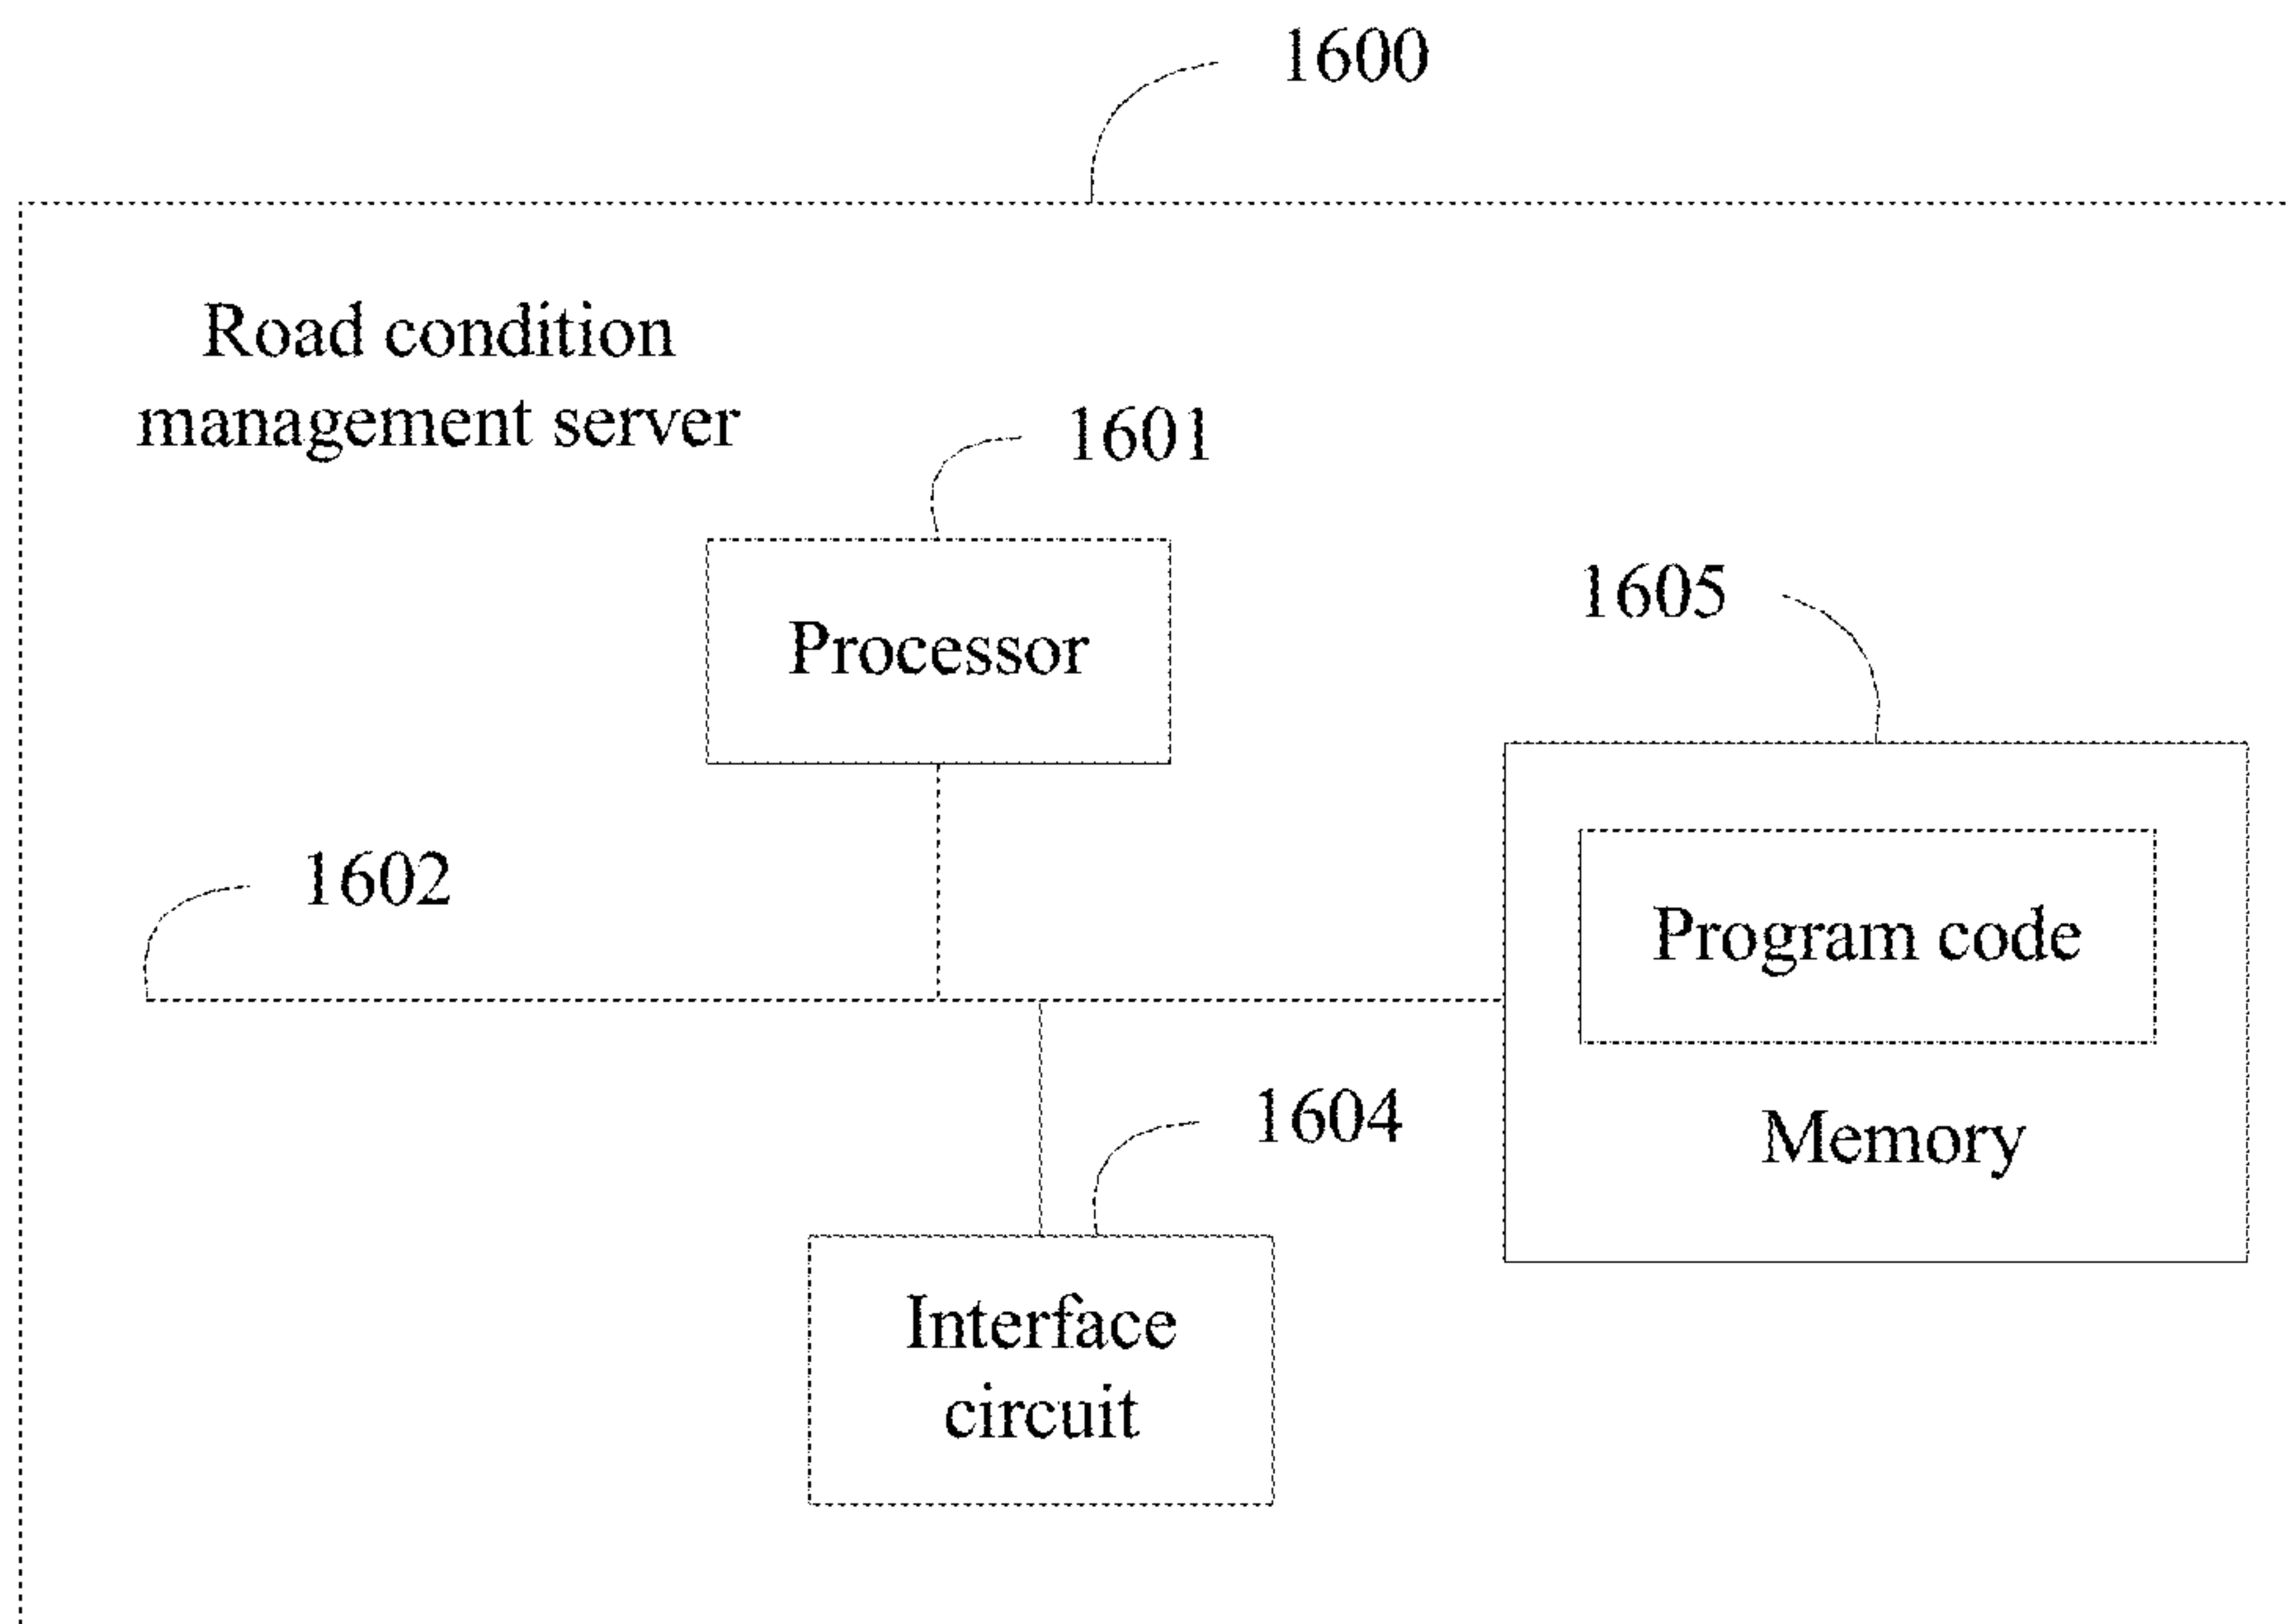 1600
Road condition
management server
1601
Processor
1605
1602
Program code
Memory
1604
Interface
circuit